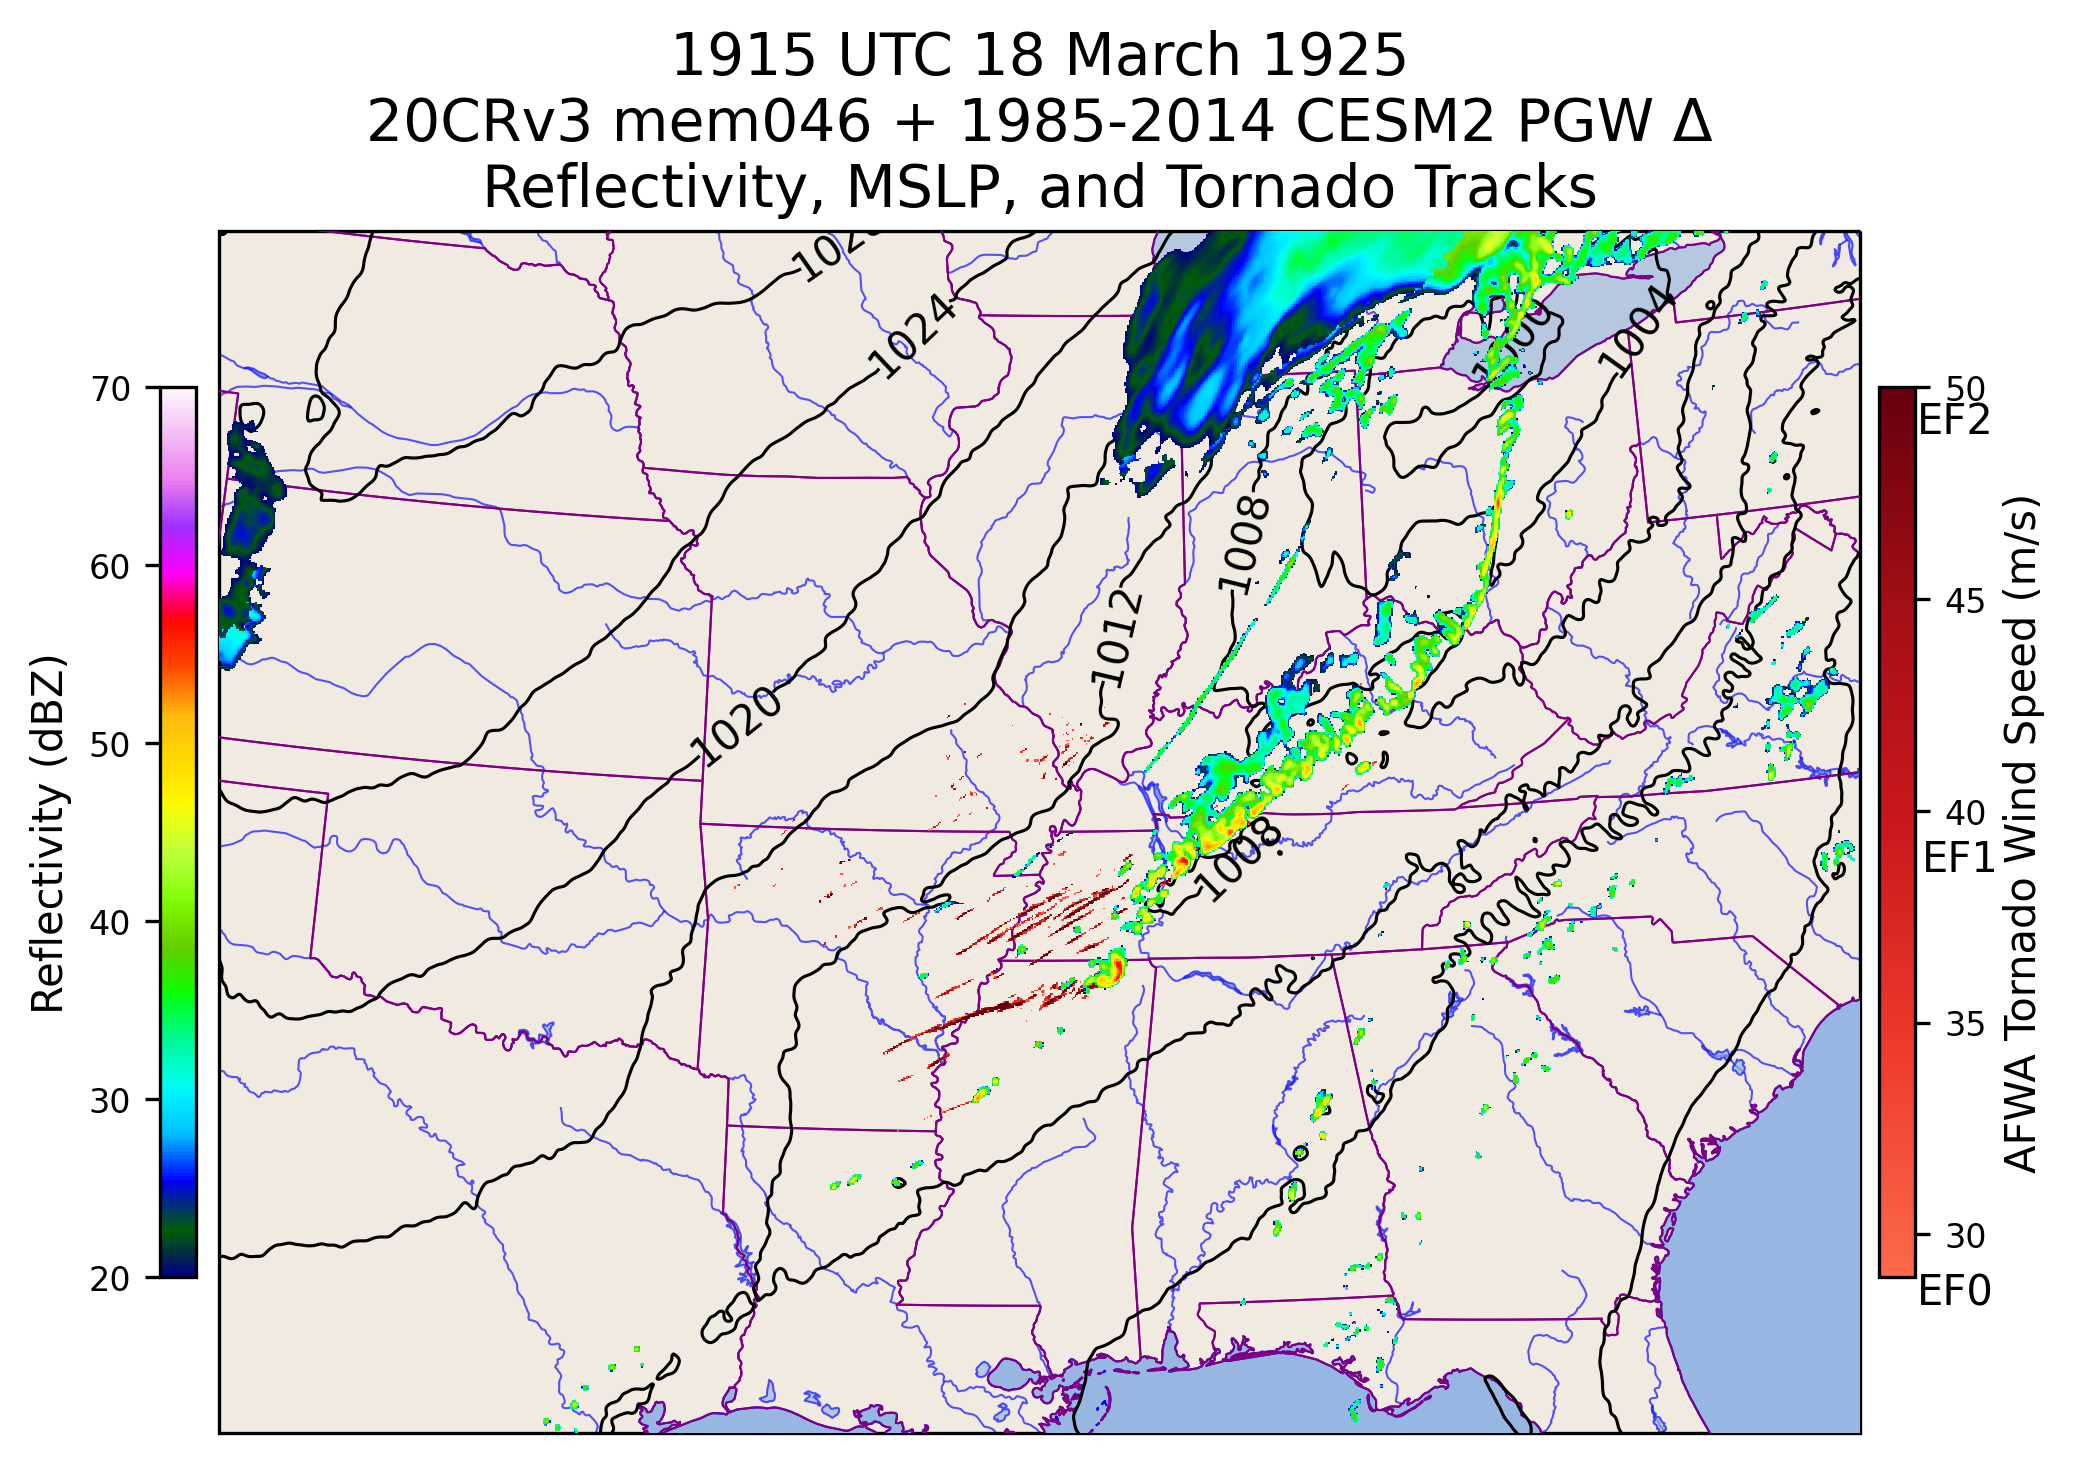 1915 UTC 18 March 1925
20CRv3 mem046 + 1985-2014 CESM2 PGW Δ
Reflectivity, MSLP, and Tornado Tracks
1024
1000
1004
1008
1012
1020
1008
70
60
50
40
30
20
Reflectivity (dBZ)
50
EF2
45
40
EF1
35
30
EF0
AFWA Tornado Wind Speed (m/s)